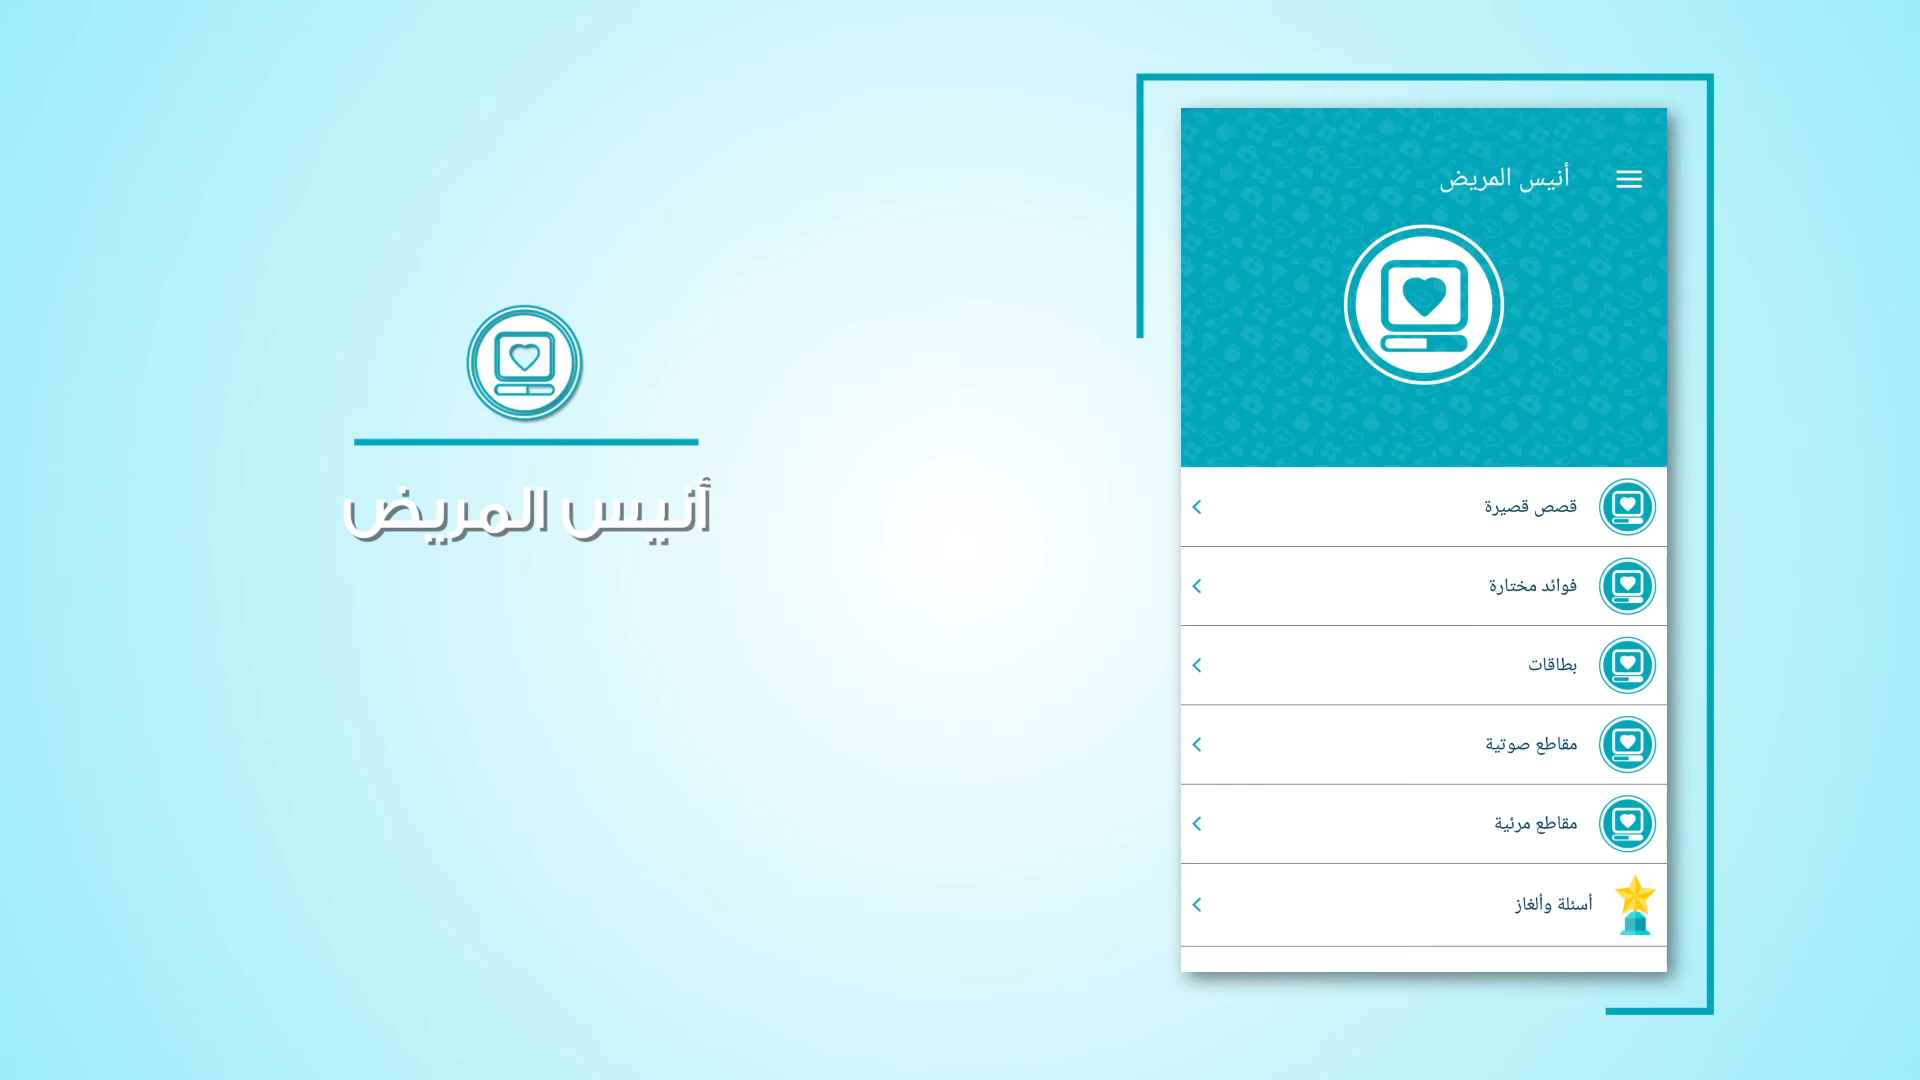 أنيس المريض
أنيس المريض
قصص قصيرة
فوائد مختارة
بطاقات
مقاطع صوتية
مقاطع مرئية
أسئلة وألغاز